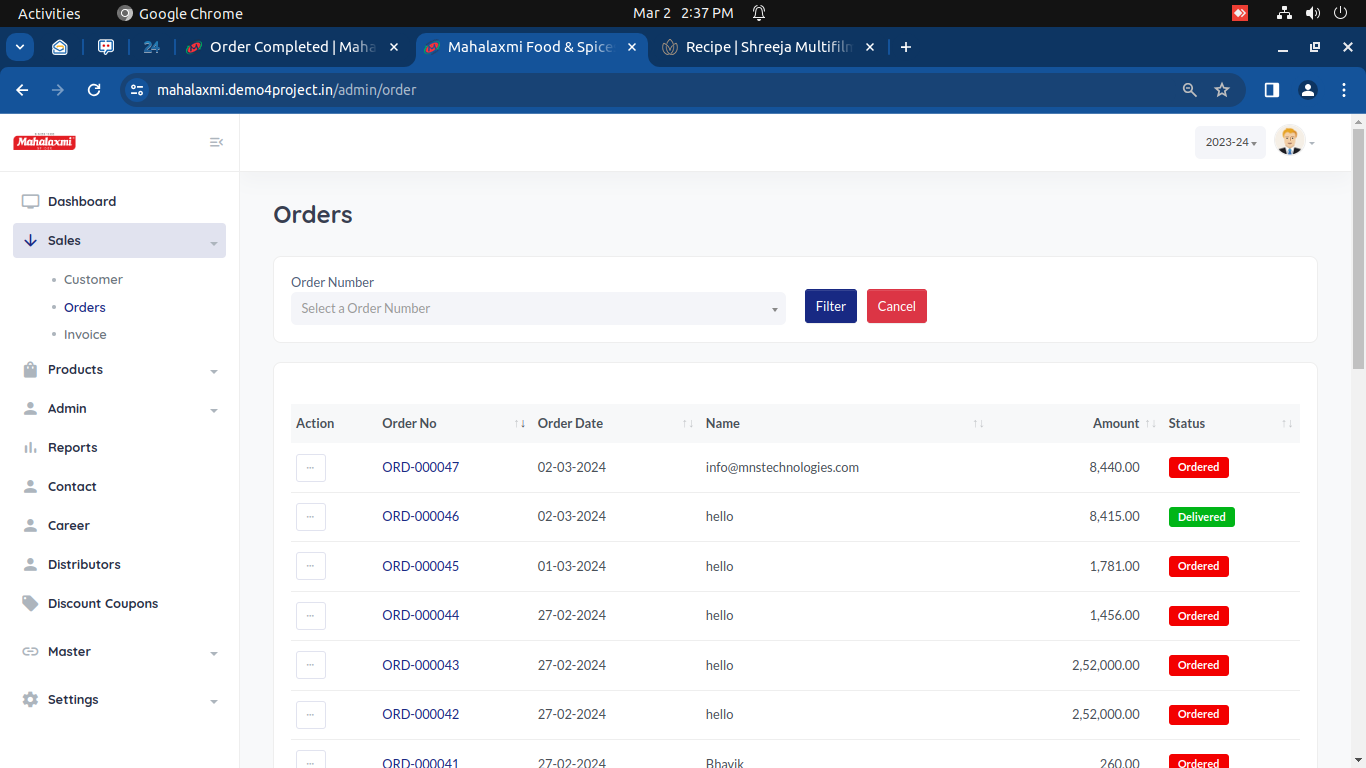 Activities Google Chrome Mar 2 2:37 PM
24 Order Completed | Maha Mahalaxmi Food & Spice Recipe | Shreeja Multifiln
mahalaxmi.demo4project.in/admin/order
Mahalaxmi
2023-24
Dashboard
Sales
Customer
Orders
Invoice
Products
Admin
Reports
Contact
Career
Distributors
Discount Coupons
Master
Settings
Orders
Order Number
Select a Order Number Filter Cancel
Action Order No Order Date Name Amount Status
... ORD-000047 02-03-2024 info@mnstechnologies.com 8,440.00 Ordered
... ORD-000046 02-03-2024 hello 8,415.00 Delivered
... ORD-000045 01-03-2024 hello 1,781.00 Ordered
... ORD-000044 27-02-2024 hello 1,456.00 Ordered
... ORD-000043 27-02-2024 hello 2,52,000.00 Ordered
... ORD-000042 27-02-2024 hello 2,52,000.00 Ordered
... ORD-000041 27-02-2024 Bhavik 260.00 Ordered